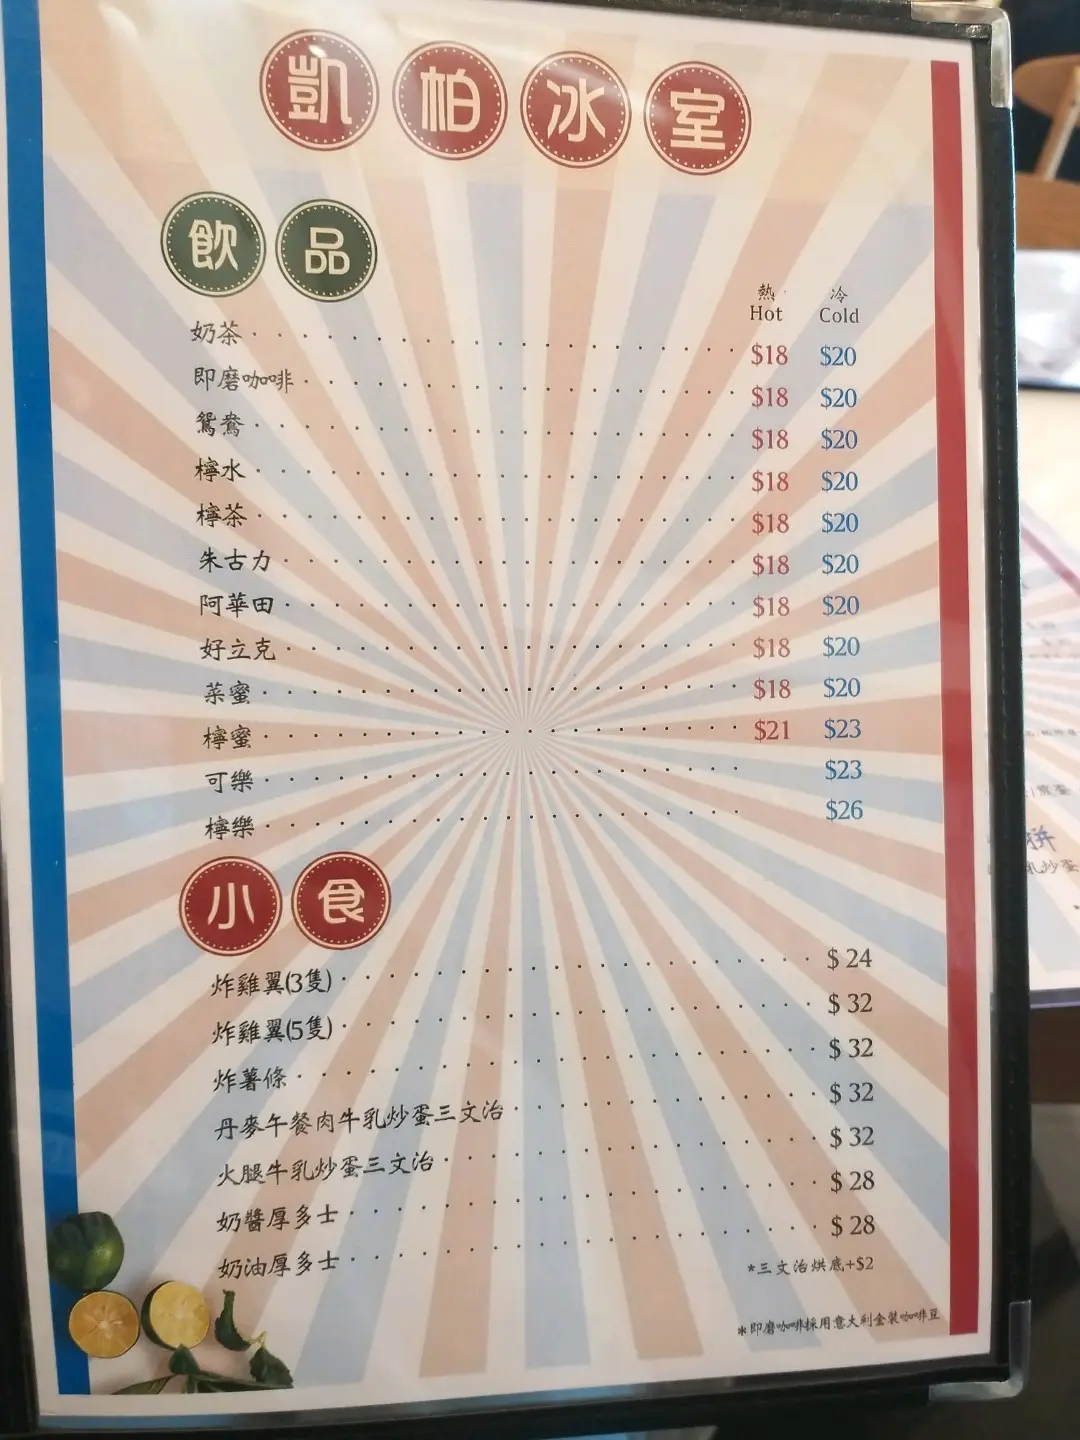 凱柏冰室
飲品
熱 冷
Hot Cold
奶茶 $18 $20
即磨咖啡 $18 $20
鴛鴦 $18 $20
檸水 $18 $20
檸茶 $18 $20
朱古力 $18 $20
阿華田 $18 $20
好立克 $18 $20
菜蜜 $18 $20
檸蜜 $21 $23
可樂 $23
檸樂 $26
小食
炸雞翼(3隻) $ 24
炸雞翼(5隻) $ 32
炸薯條 $ 32
丹麥午餐肉牛乳炒蛋三文治 $ 32
火腿牛乳炒蛋三文治 $ 32
奶醬厚多士 $ 28
奶油厚多士 $ 28
*三文治烘底+$2
*即磨咖啡採用意大利金裝咖啡豆
拼
乳炒蛋